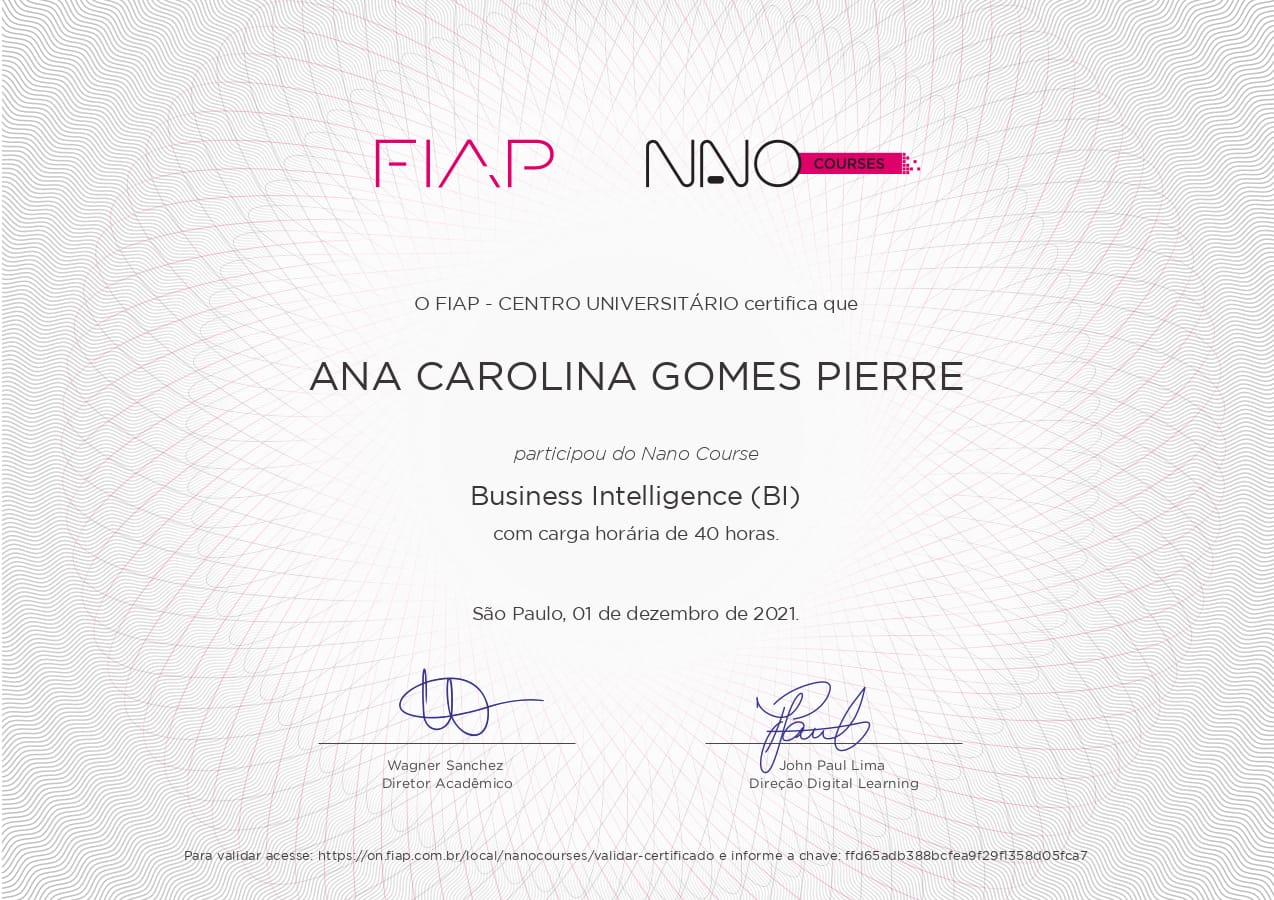 FIAP NANO COURSES
O FIAP - CENTRO UNIVERSITÁRIO certifica que
ANA CAROLINA GOMES PIERRE
participou do Nano Course
Business Intelligence (BI)
com carga horária de 40 horas.
São Paulo, 01 de dezembro de 2021.
Wagner Sanchez
Diretor Acadêmico
John Paul Lima
Direção Digital Learning
Para validar acesse: https://on.fiap.com.br/local/nanocourses/validar-certificado e informe a chave: ffd65adb388bcfea9f29f1358d05fca7